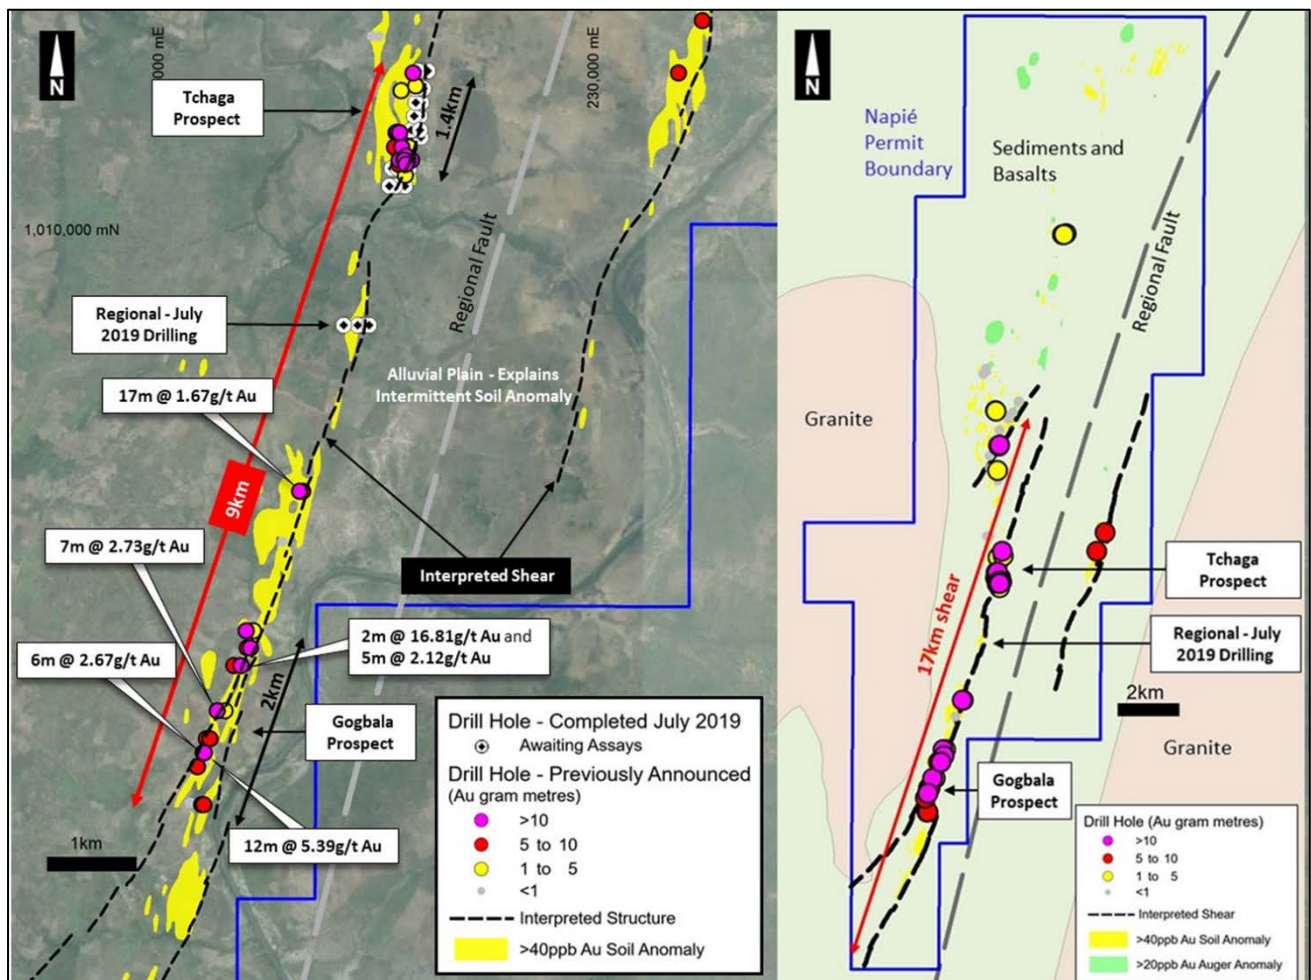 N
000 mE
230,000 mE
Tchaga
Prospect
1.4km
1,010,000 mN
Regional Fault
Regional - July
2019 Drilling
Alluvial Plain - Explains
Intermittent Soil Anomaly
17m @ 1.67g/t Au
9km
7m @ 2.73g/t Au
Interpreted Shear
6m @ 2.67g/t Au
2m @ 16.81g/t Au and
5m @ 2.12g/t Au
2km
Gogbala
Prospect
12m @ 5.39g/t Au
1km
Drill Hole - Completed July 2019
Awaiting Assays
Drill Hole - Previously Announced
(Au gram metres)
>10
5 to 10
1 to 5
<1
Interpreted Structure
>40ppb Au Soil Anomaly
N
Napié
Permit
Boundary
Sediments and
Basalts
Regional Fault
Granite
17km shear
Tchaga
Prospect
Regional - July
2019 Drilling
2km
Granite
Gogbala
Prospect
Drill Hole (Au gram metres)
>10
5 to 10
1 to 5
<1
Interpreted Shear
>40ppb Au Soil Anomaly
>20ppb Au Auger Anomaly